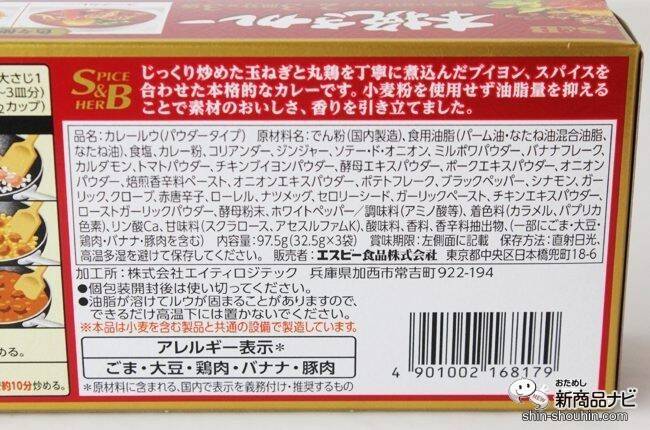 本挽きカレー
S&B
大さじ1
~3皿分)
カップ)
SPICE
S&B
HERB
じっくり炒めた玉ねぎと丸鶏を丁寧に煮込んだブイヨン、スパイスを
合わせた本格的なカレーです。小麦粉を使用せず油脂量を抑える
ことで素材のおいしさ、香りを引き立てました。
品名:カレールウ(パウダータイプ) 原材料名:でん粉(国内製造)、食用油脂(パーム油・なたね油混合油脂、
なたね油)、食塩、カレー粉、コリアンダー、ジンジャー、ソテー・ド・オニオン、ミルポワパウダー、バナナフレーク、
カルダモン、トマトパウダー、チキンブイヨンパウダー、酵母エキスパウダー、ポークエキスパウダー、オニオン
パウダー、焙煎香辛料ペースト、オニオンエキスパウダー、ポテトフレーク、ブラックペッパー、シナモン、ガー
リック、クローブ、赤唐辛子、ローレル、ナツメッグ、セロリーシード、ガーリックペースト、チキンエキスパウダー、
ローストガーリックパウダー、酵母粉末、ホワイトペッパー/調味料(アミノ酸等)、着色料(カラメル、パプリカ
色素)、リン酸Ca、甘味料(スクラロース、アセスルファムK)、酸味料、香料、香辛料抽出物、(一部にごま・大豆・
鶏肉・バナナ・豚肉を含む) 内容量:97.5g(32.5g×3袋) 賞味期限:左側面に記載 保存方法:直射日光、
高温多湿を避けて保存してください。 販売者:エスビー食品株式会社 東京都中央区日本橋兜町18-6
加工所:株式会社エイティロジテック 兵庫県加西市常吉町922-194
●個包装開封後は使い切ってください。
●油脂が溶けてルウが固まることがありますので、
できるだけ高温下には置かないでください。
※本品は小麦を含む製品と共通の設備で製造しています。
アレルギー表示*
ごま・大豆・鶏肉・バナナ・豚肉
*原材料に含まれる、国内で表示を義務付け・推奨するもの
める。
約10分炒める。
4 901002 168179
おためし
新商品ナビ
shin-shouhin.com